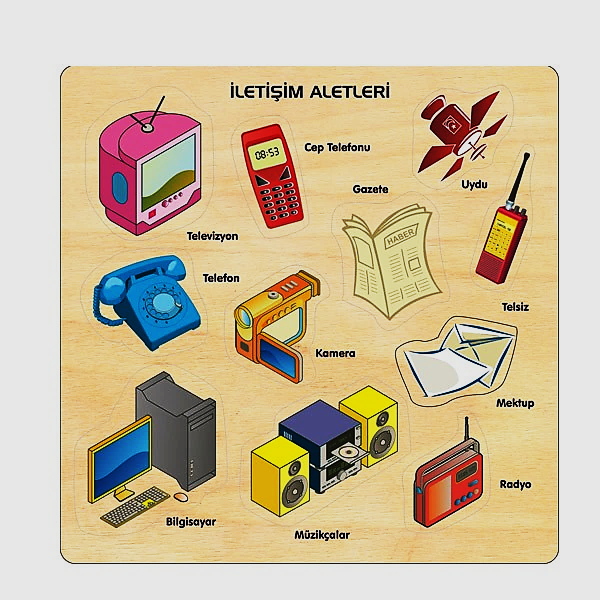 İLETİŞİM ALETLERİ
08:53
Cep Telefonu
Uydu
Gazete
HABER
Televizyon
Telefon
Telsiz
Kamera
Mektup
Radyo
Bilgisayar
Müzikçalar